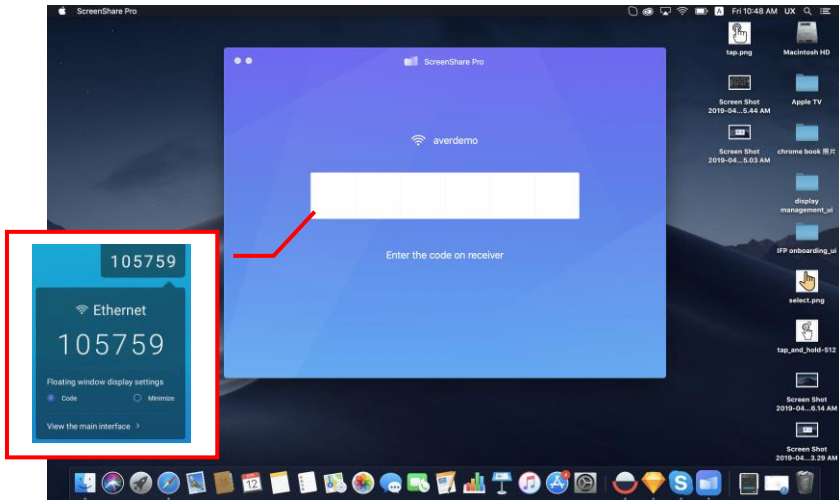 ScreenShare Pro
A
Fri 10:48 AM UX
ScreenShare Pro
averdemo
Enter the code on receiver
105759
Ethernet
105759
Floating window display settings
Code
Minimize
View the main interface >
tap.png
Macintosh HD
Screen Shot
2019-04...5.44 AM
Apple TV
Screen Shot
2019-04...5.03 AM
chrome book 照片
display
management_ui
IFP onboarding_ui
select.png
tap_and_hold-512
Screen Shot
2019-04...6.14 AM
Screen Shot
2019-04...3.29 AM
12